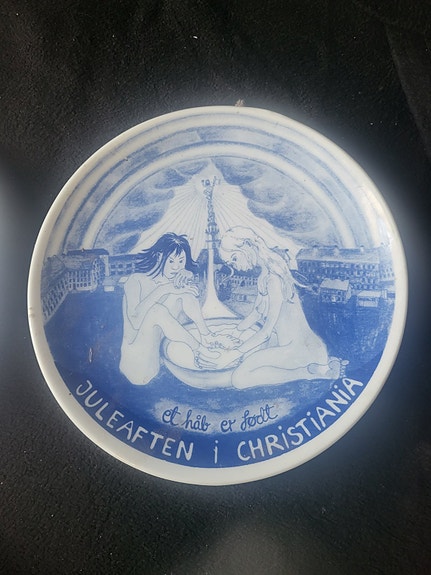 et håb er født
JULEAFTEN i CHRiSTiANiA